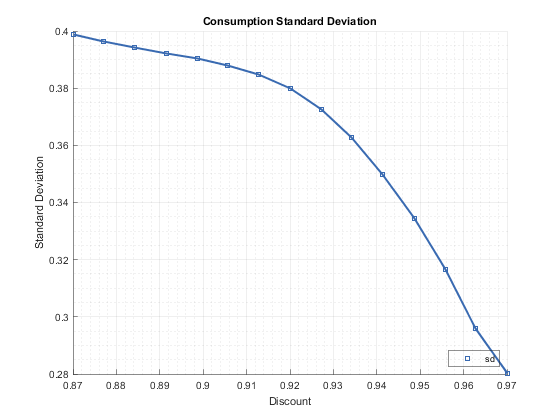 Consumption Standard Deviation
0.4
0.38
0.36
0.34
0.32
0.3
0.28
Standard Deviation
sd
0.87 0.88 0.89 0.9 0.91 0.92 0.93 0.94 0.95 0.96 0.97
Discount